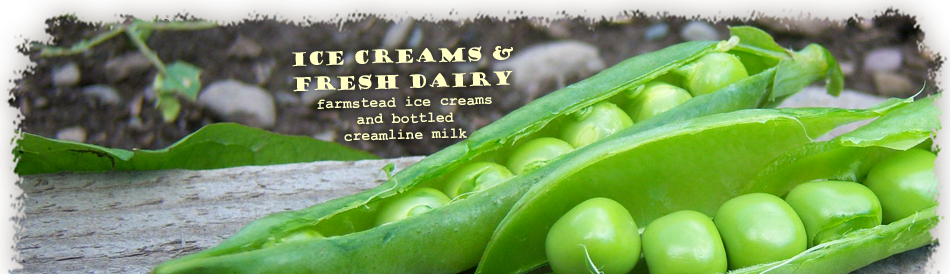 ICE CREAMS &
FRESH DAIRY
farmstead ice creams
and bottled
creamline milk